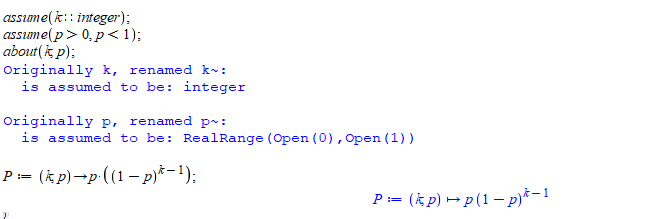 assume(k::integer);
assume(p > 0, p < 1);
about(k, p);
Originally k, renamed k~:
is assumed to be: integer
Originally p, renamed p~:
is assumed to be: RealRange(Open(0),Open(1))
P := (k, p)→p·((1 − p)^(k − 1));
P := (k, p) ↦ p (1 − p)^(k − 1)